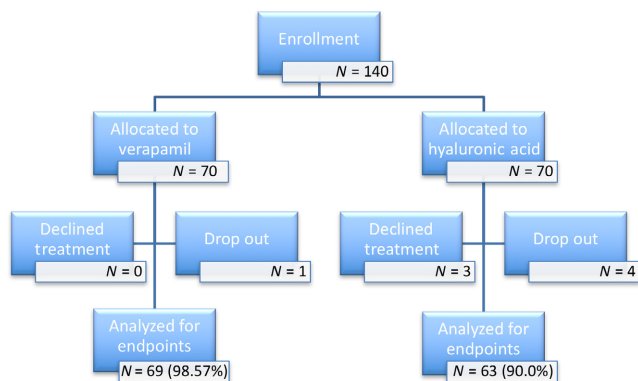 Enrollment
N = 140
Allocated to
verapamil
N = 70
Allocated to
hyaluronic acid
N = 70
Declined
treatment
N = 0
Drop out
N = 1
Declined
treatment
N = 3
Drop out
N = 4
Analyzed for
endpoints
N = 69 (98.57%)
Analyzed for
endpoints
N = 63 (90.0%)